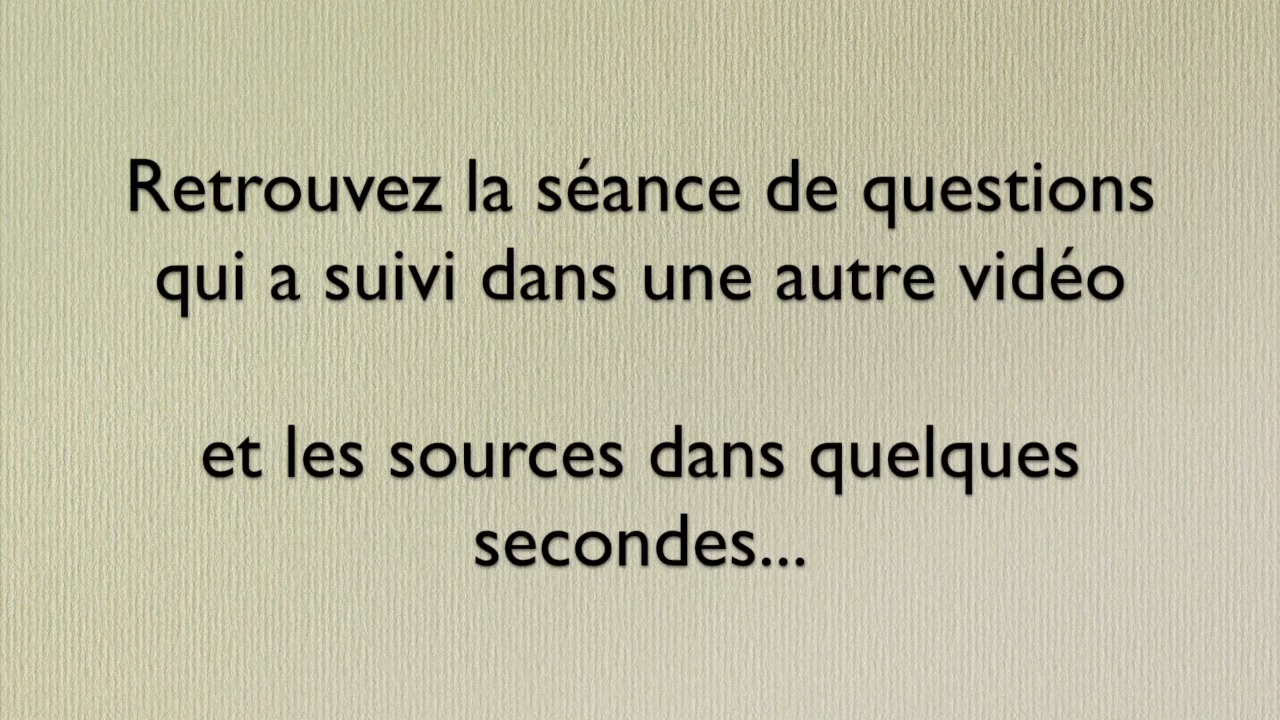 Retrouvez la séance de questions
qui a suivi dans une autre vidéo
et les sources dans quelques
secondes...